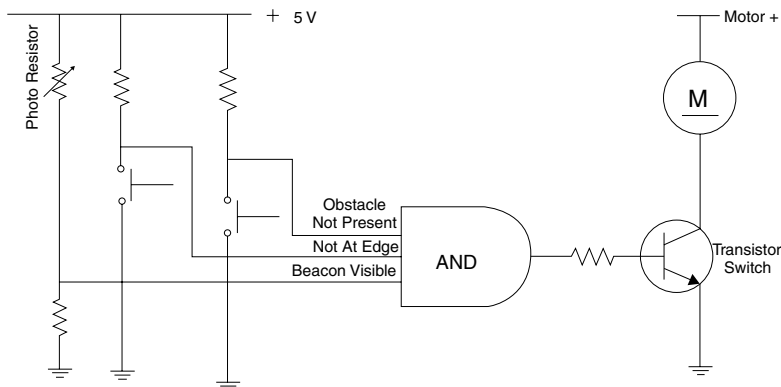 + 5 V
Motor +
Photo Resistor
M
Obstacle
Not Present
Not At Edge
Beacon Visible
AND
Transistor
Switch